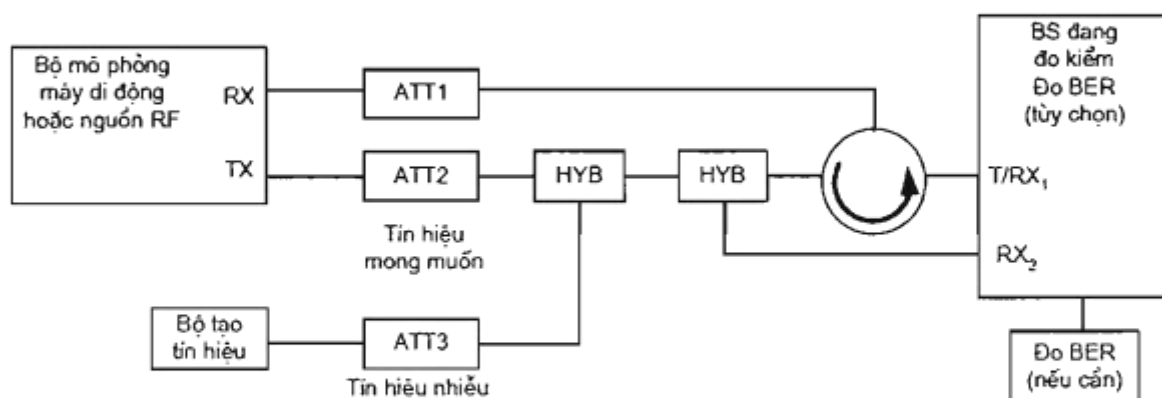 Bộ mô phỏng
máy di động
hoặc nguồn RF
RX
TX
ATT1
ATT2
HYB
HYB
Tín hiệu
mong muốn
Bộ tạo
tín hiệu
ATT3
Tín hiệu nhiễu
BS đang
đo kiểm
Đo BER
(tùy chọn)
T/RX₁
RX₂
Đo BER
(nếu cần)